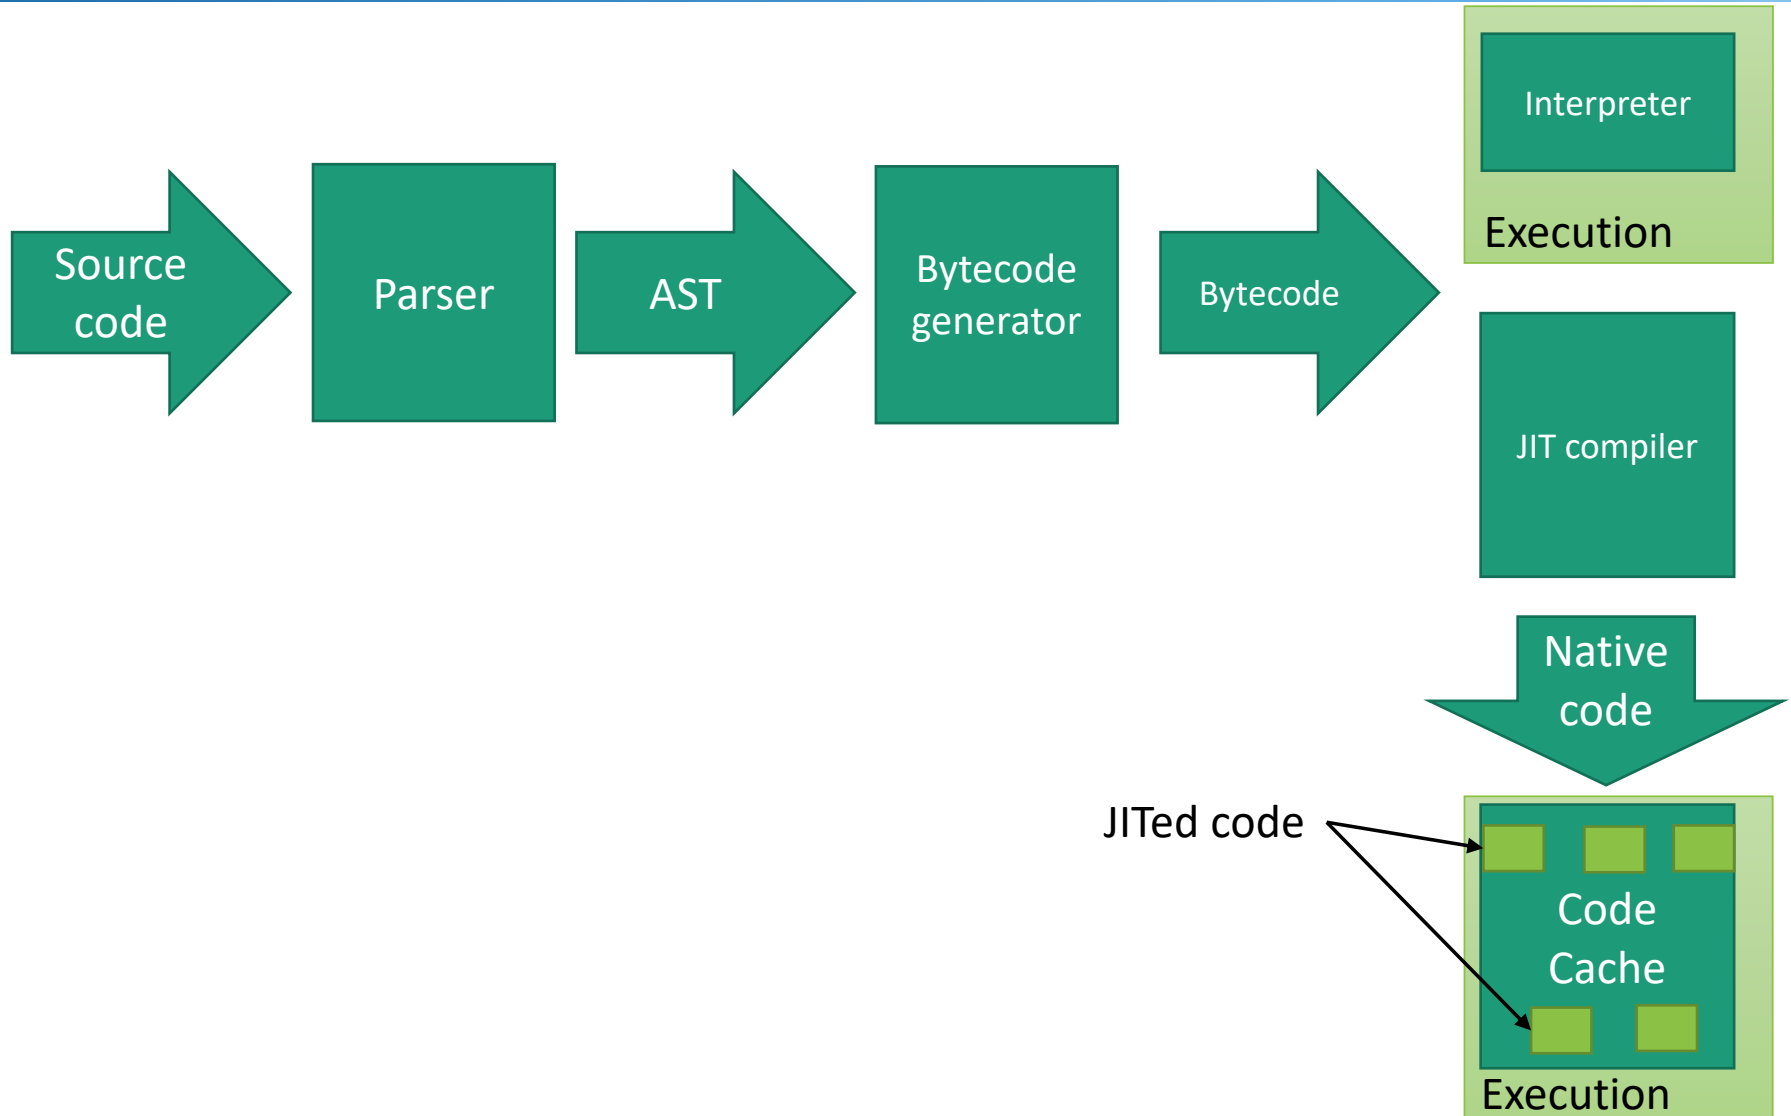 Source
code
Parser
AST
Bytecode
generator
Bytecode
Interpreter
Execution
JIT compiler
Native
code
JITed code
Code
Cache
Execution